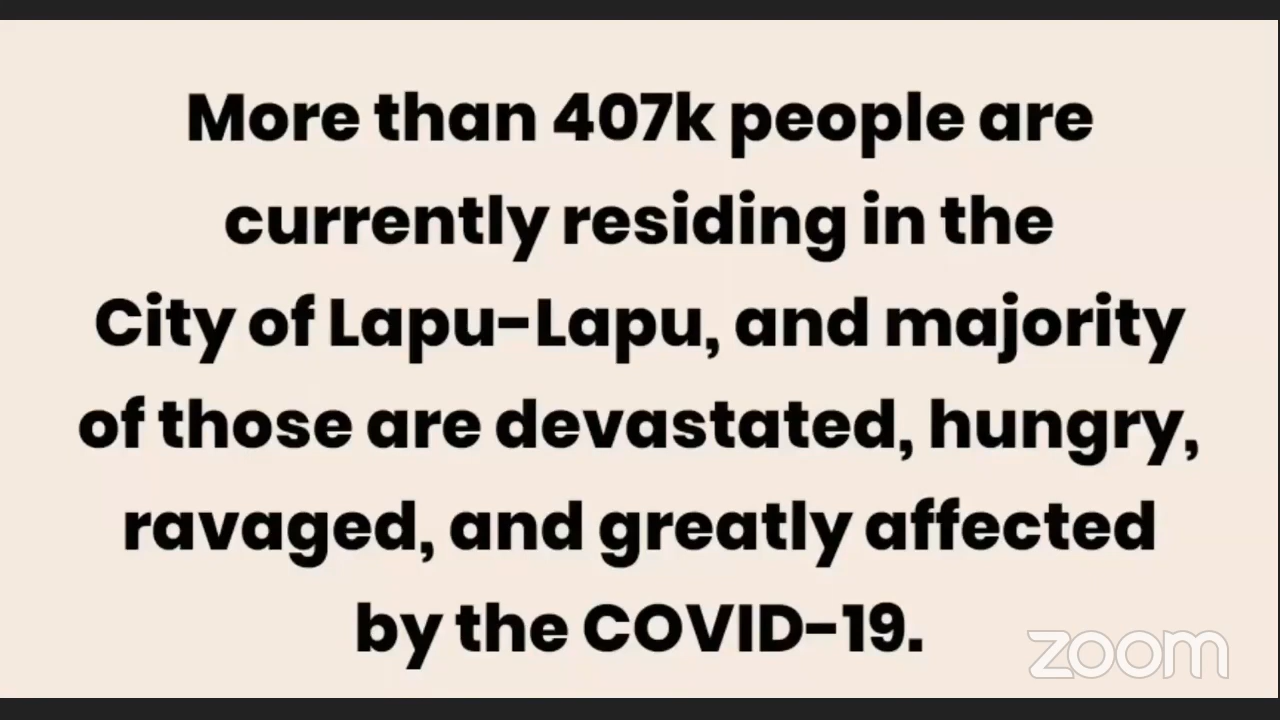 More than 407k people are
currently residing in the
City of Lapu-Lapu, and majority
of those are devastated, hungry,
ravaged, and greatly affected
by the COVID-19.
zoom